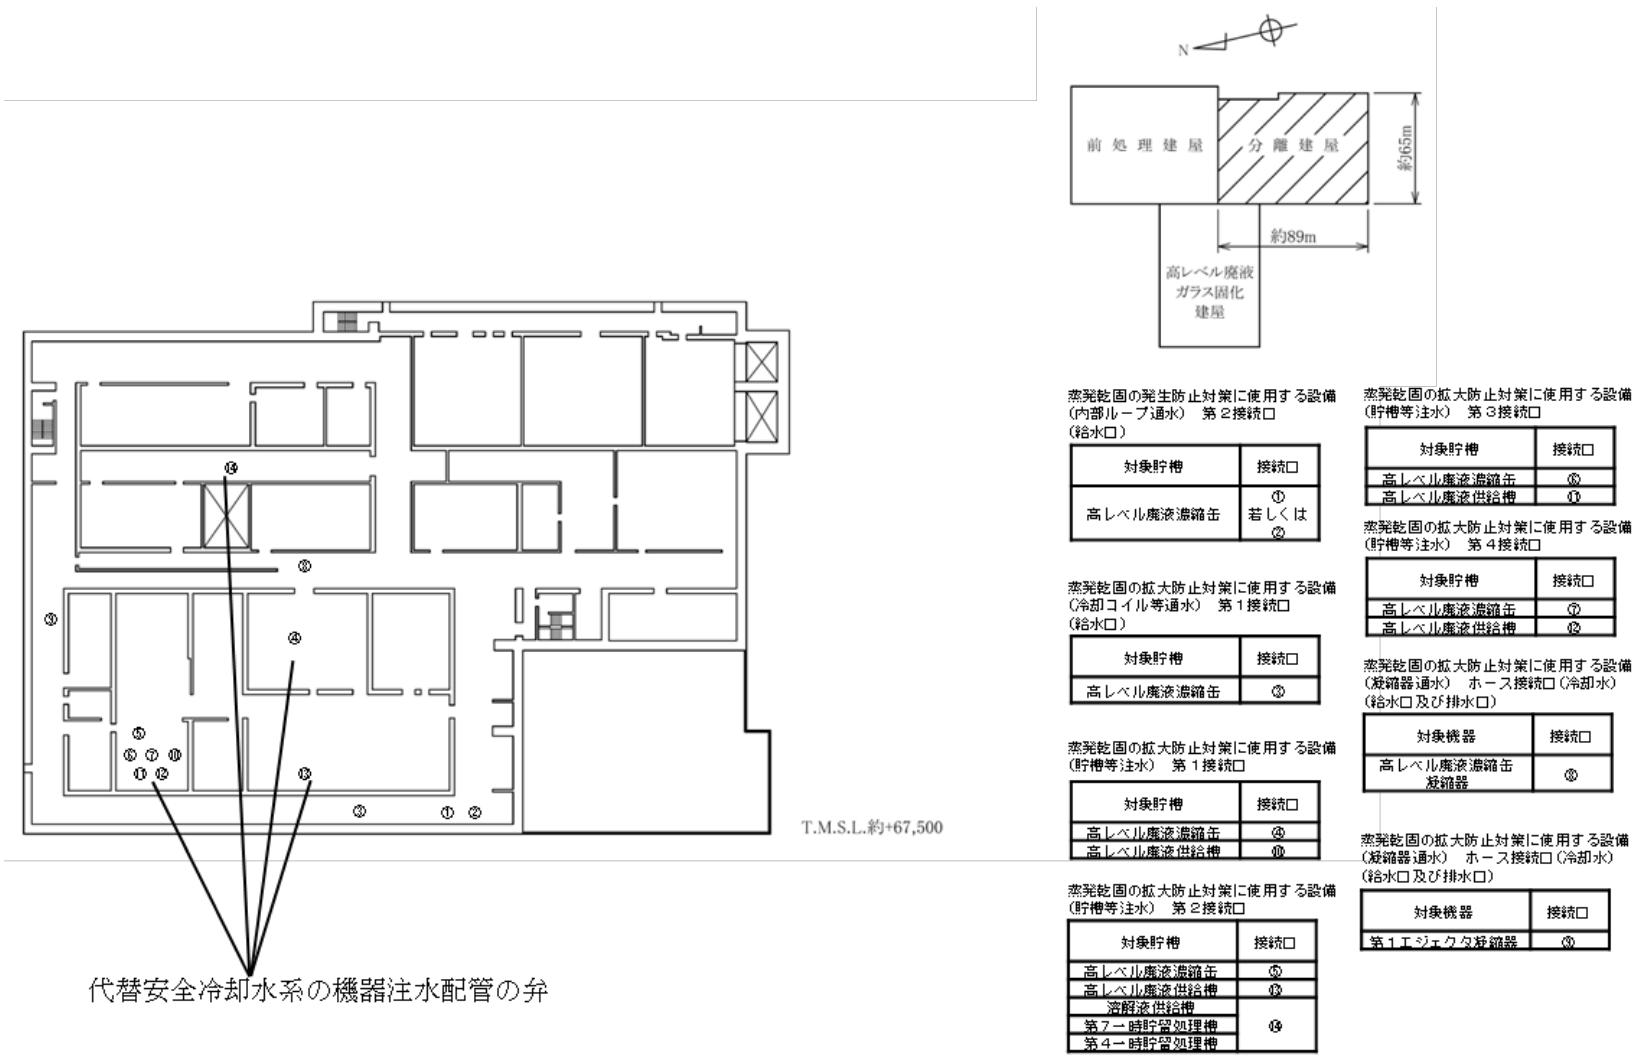 N
前処理建屋
分離建屋
約65m
約89m
高レベル廃液
ガラス固化
建屋
⑭
⑧
⑨
④
⑤
⑥ ⑦ ⑩
⑪ ⑫
⑬
③
① ②
T.M.S.L.約+67,500
代替安全冷却水系の機器注水配管の弁
蒸発乾固の発生防止対策に使用する設備
(内部ループ通水) 第2接続口
(給水口)
対象貯槽 接続口
高レベル廃液濃縮缶
①
若しくは
②
蒸発乾固の拡大防止対策に使用する設備
(冷却コイル等通水) 第1接続口
(給水口)
対象貯槽 接続口
高レベル廃液濃縮缶 ③
蒸発乾固の拡大防止対策に使用する設備
(貯槽等注水) 第1接続口
対象貯槽 接続口
高レベル廃液濃縮缶 ④
高レベル廃液供給槽 ⑩
蒸発乾固の拡大防止対策に使用する設備
(貯槽等注水) 第2接続口
対象貯槽 接続口
高レベル廃液濃縮缶 ⑤
高レベル廃液供給槽 ⑬
溶解液供給槽
第7一時貯留処理槽 ⑭
第4一時貯留処理槽
蒸発乾固の拡大防止対策に使用する設備
(貯槽等注水) 第3接続口
対象貯槽 接続口
高レベル廃液濃縮缶 ⑥
高レベル廃液供給槽 ⑪
蒸発乾固の拡大防止対策に使用する設備
(貯槽等注水) 第4接続口
対象貯槽 接続口
高レベル廃液濃縮缶 ⑦
高レベル廃液供給槽 ⑫
蒸発乾固の拡大防止対策に使用する設備
(凝縮器通水) ホース接続口(冷却水)
(給水口及び排水口)
対象機器 接続口
高レベル廃液濃縮缶
凝縮器 ⑧
蒸発乾固の拡大防止対策に使用する設備
(凝縮器通水) ホース接続口(冷却水)
(給水口及び排水口)
対象機器 接続口
第1エジェクタ凝縮器 ⑨